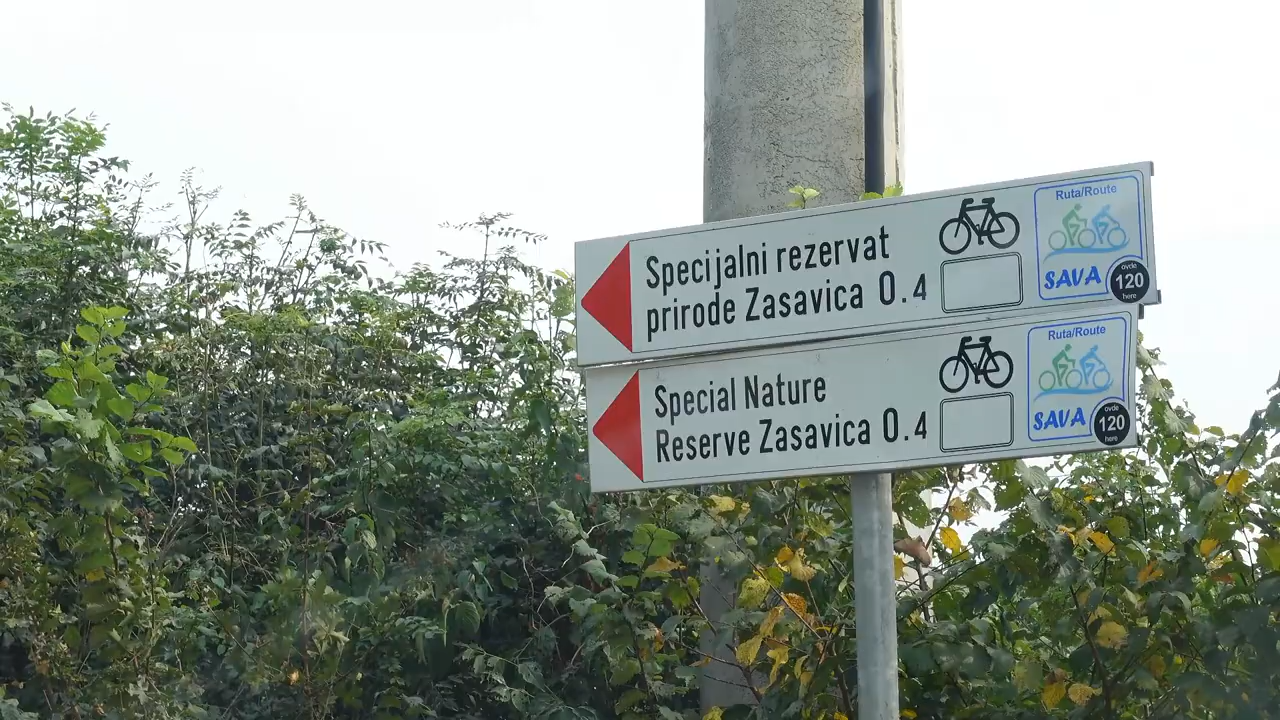 Specijalni rezervat
prirode Zasavica 0.4
Ruta/Route
SAVA
ovde
120
here
Special Nature
Reserve Zasavica 0.4
Ruta/Route
SAVA
ovde
120
here